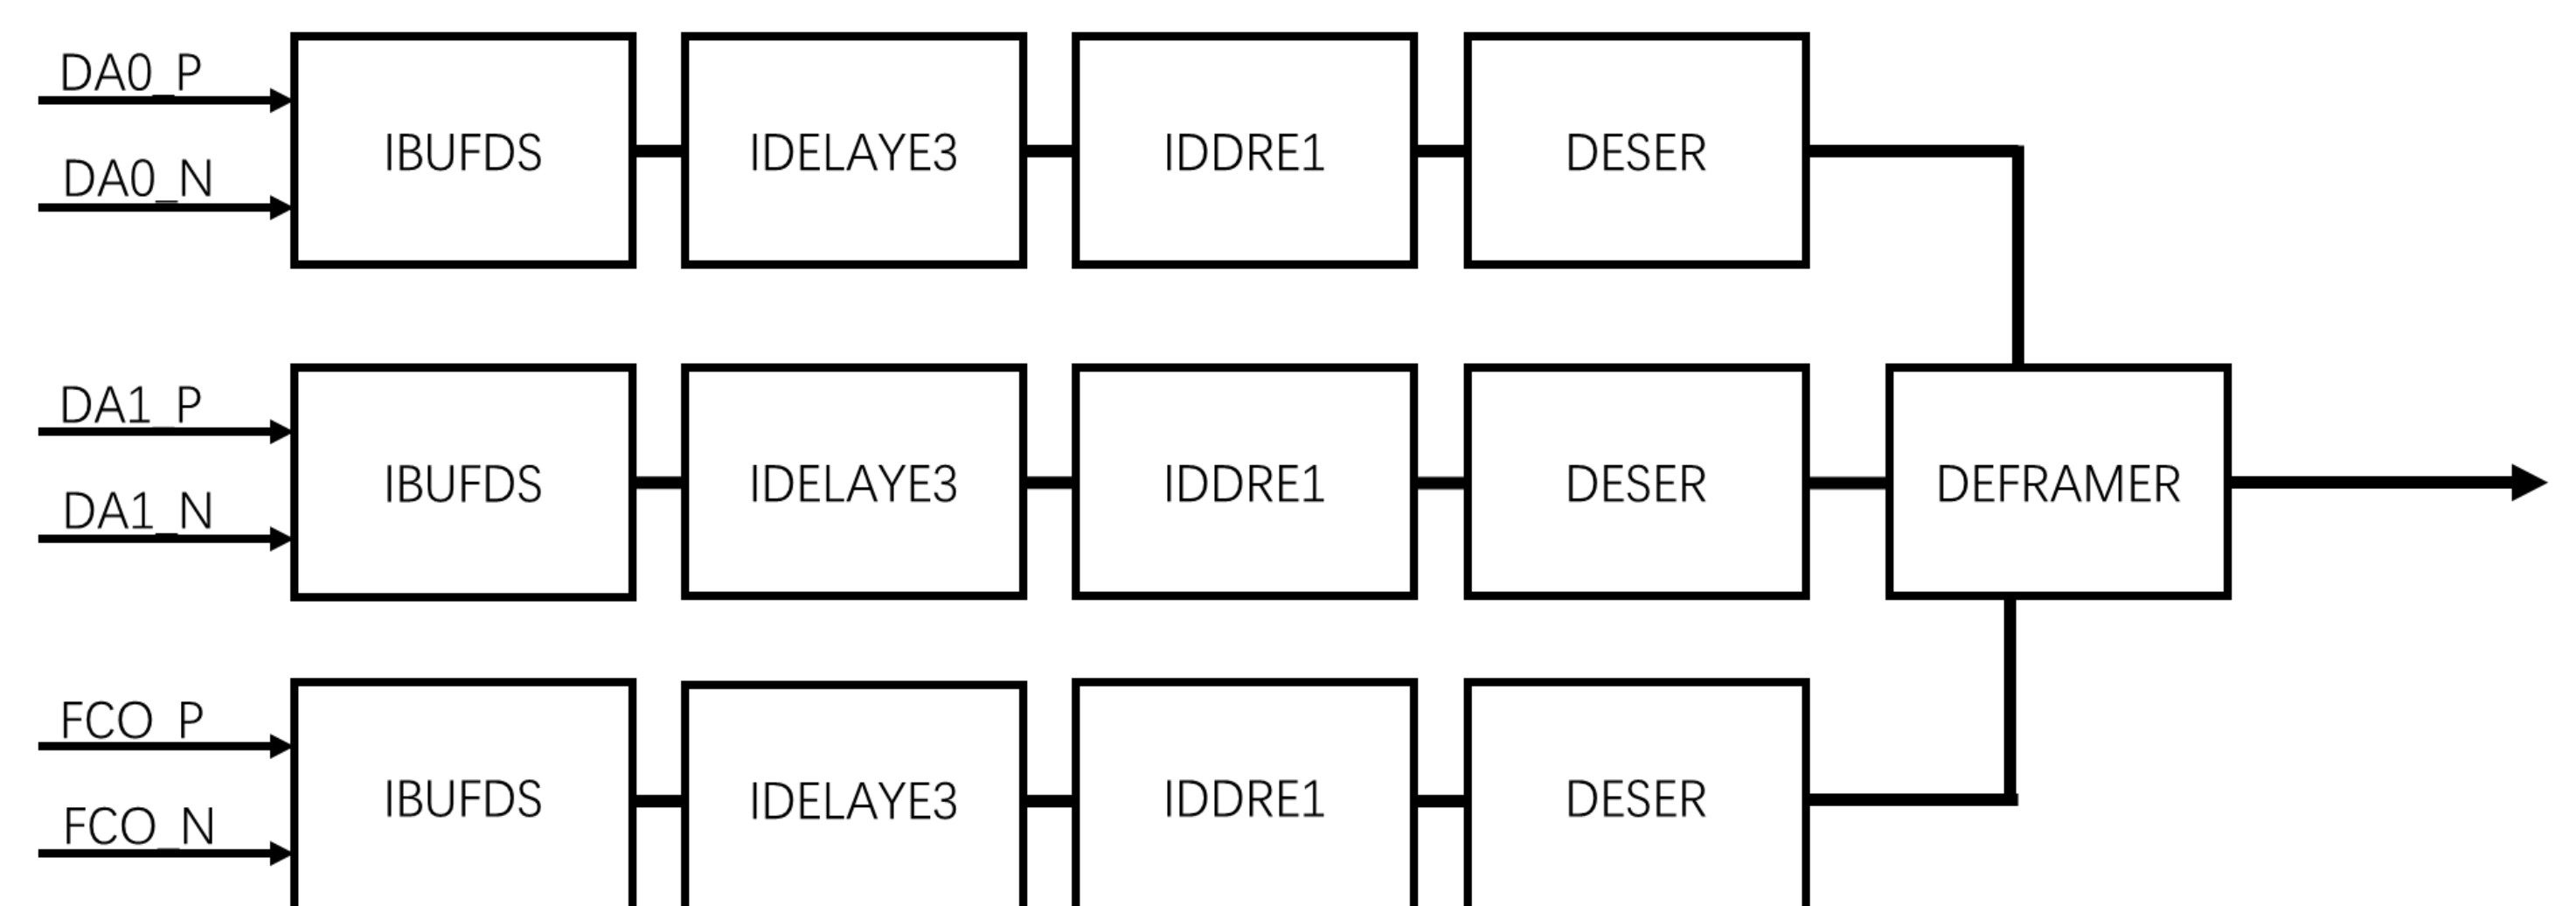 DA0_P
DA0_N
IBUFDS
IDELAYE3
IDDRE1
DESER
DA1_P
DA1_N
IBUFDS
IDELAYE3
IDDRE1
DESER
DEFRAMER
FCO_P
FCO_N
IBUFDS
IDELAYE3
IDDRE1
DESER